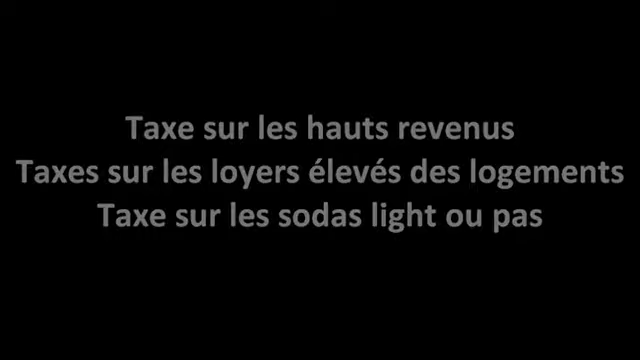 Taxe sur les hauts revenus
Taxes sur les loyers élevés des logements
Taxe sur les sodas light ou pas